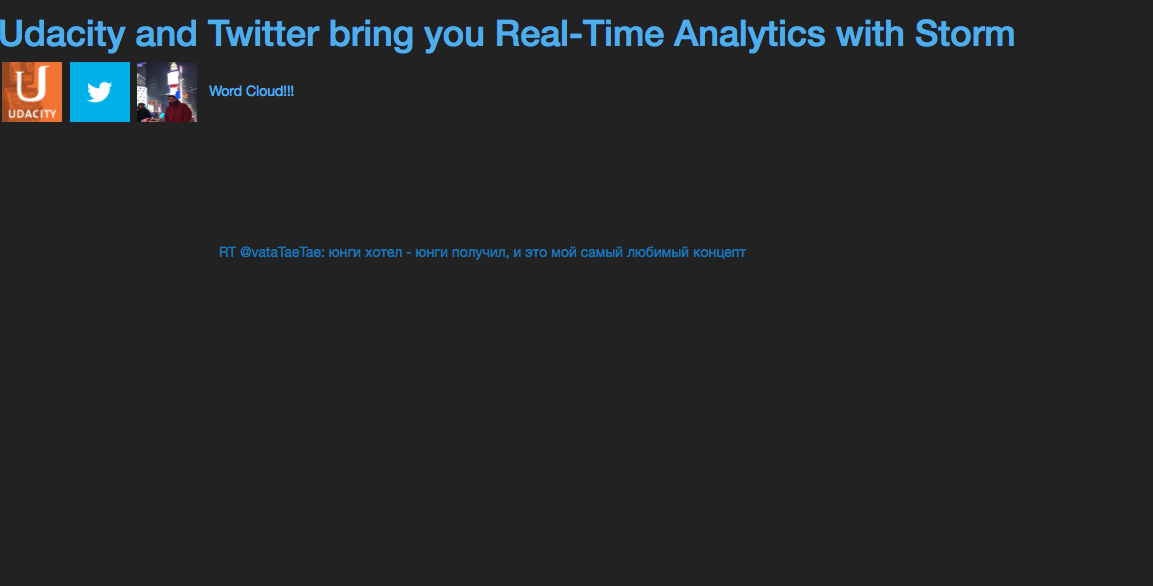 Udacity and Twitter bring you Real-Time Analytics with Storm
U
UDACITY
Word Cloud!!!
RT @vataTaeTae: юнги хотел - юнги получил, и это мой самый любимый концепт